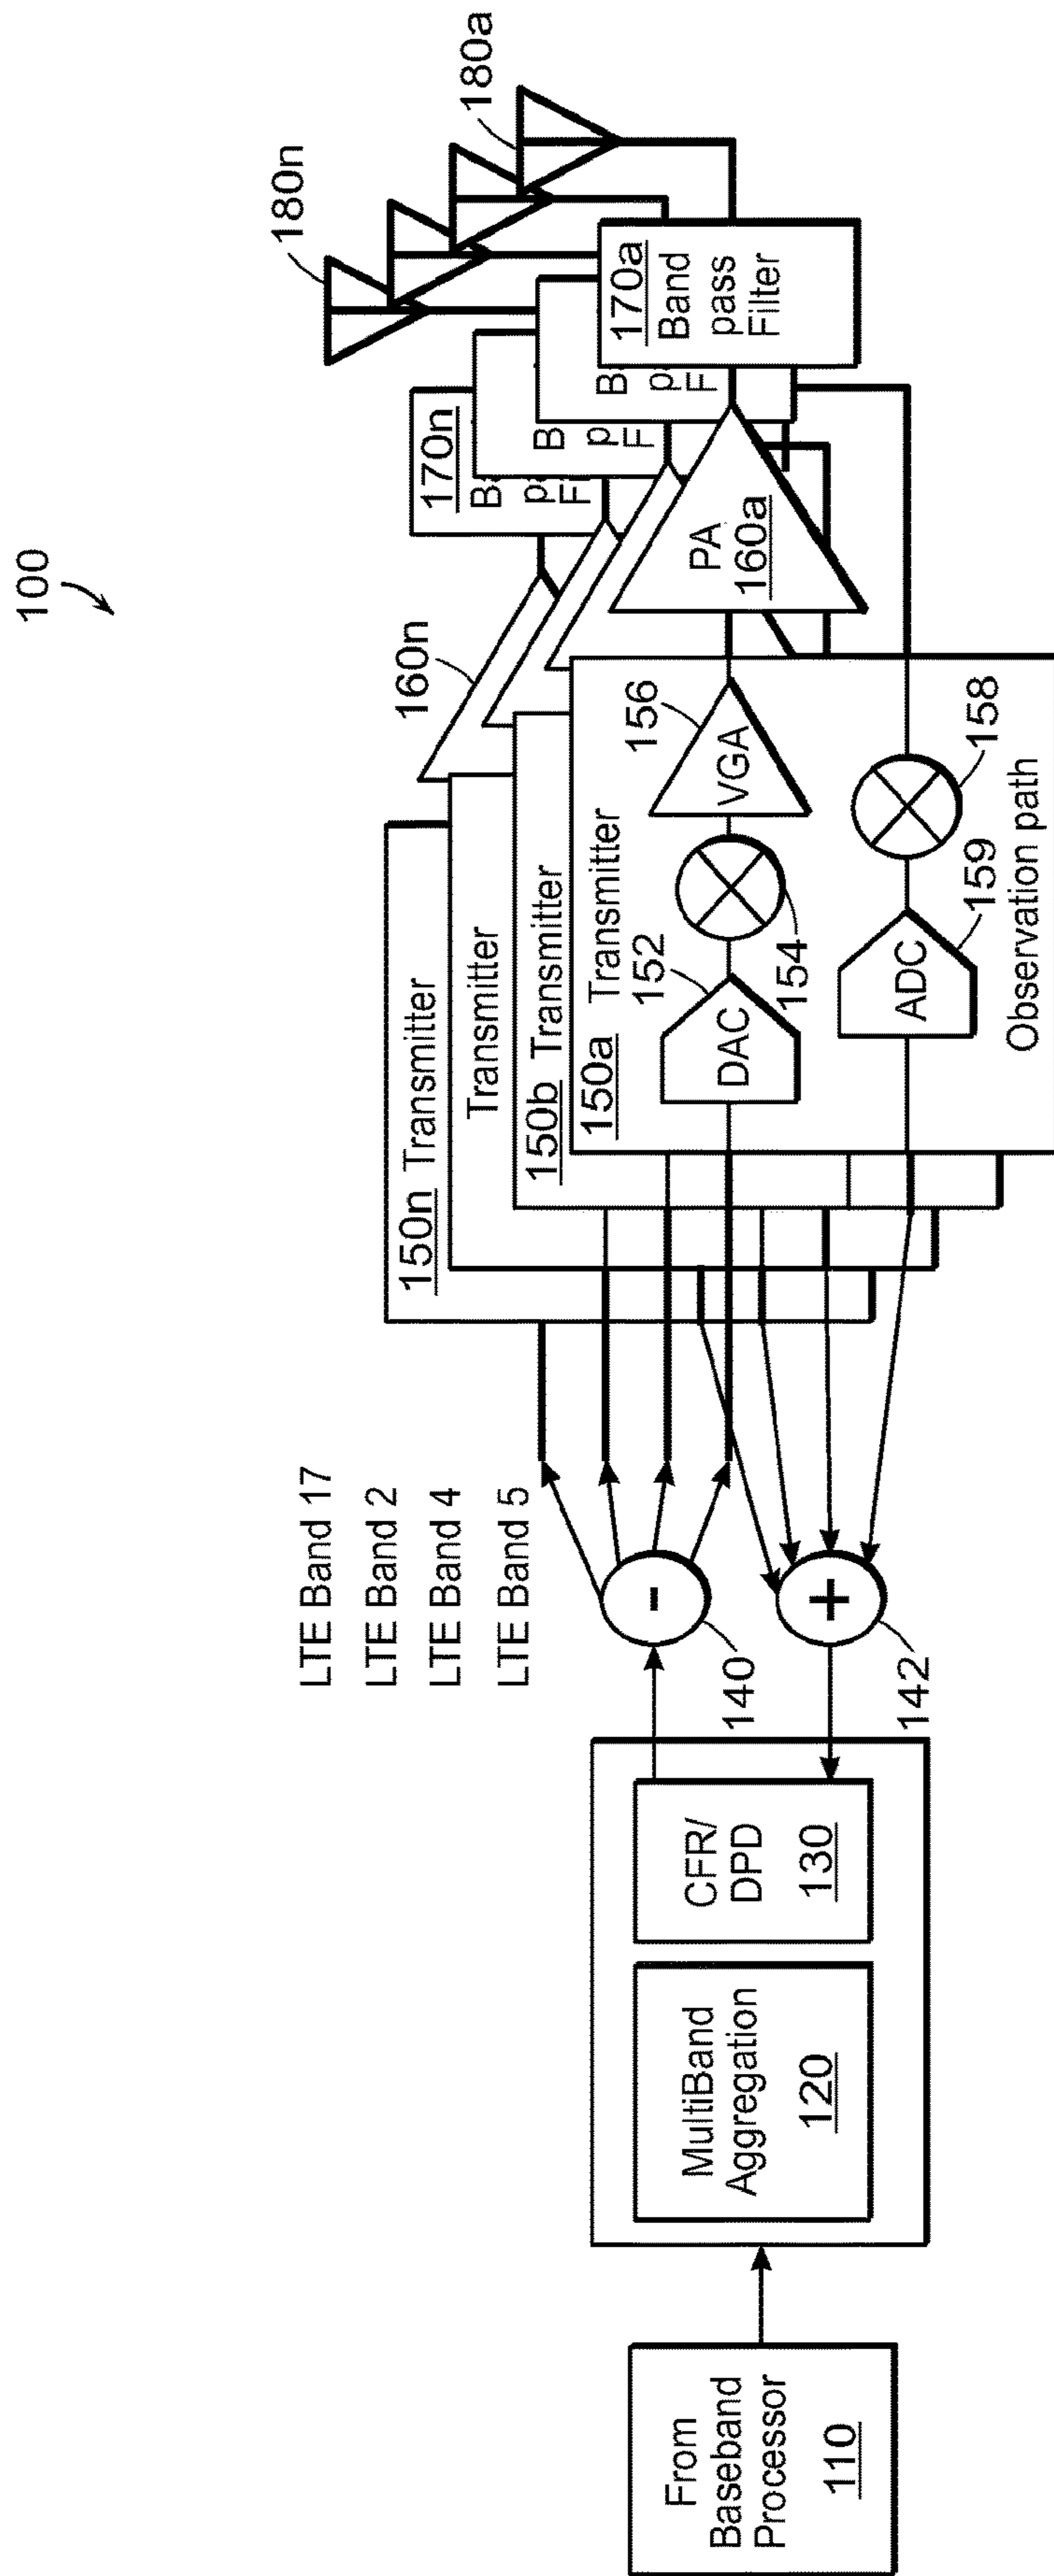 100
From
Baseband
Processor
110
MultiBand
Aggregation
120
CFR/
DPD
130
140
142
LTE Band 17
LTE Band 2
LTE Band 4
LTE Band 5
-
+
150n Transmitter
Transmitter
150b Transmitter
150a Transmitter
152
DAC
154
VGA
156
ADC
159
158
Observation path
160n
PA
160a
170n
B
pa
F
B
p
F
B
p
F
170a
Band
pass
Filter
180n
180a